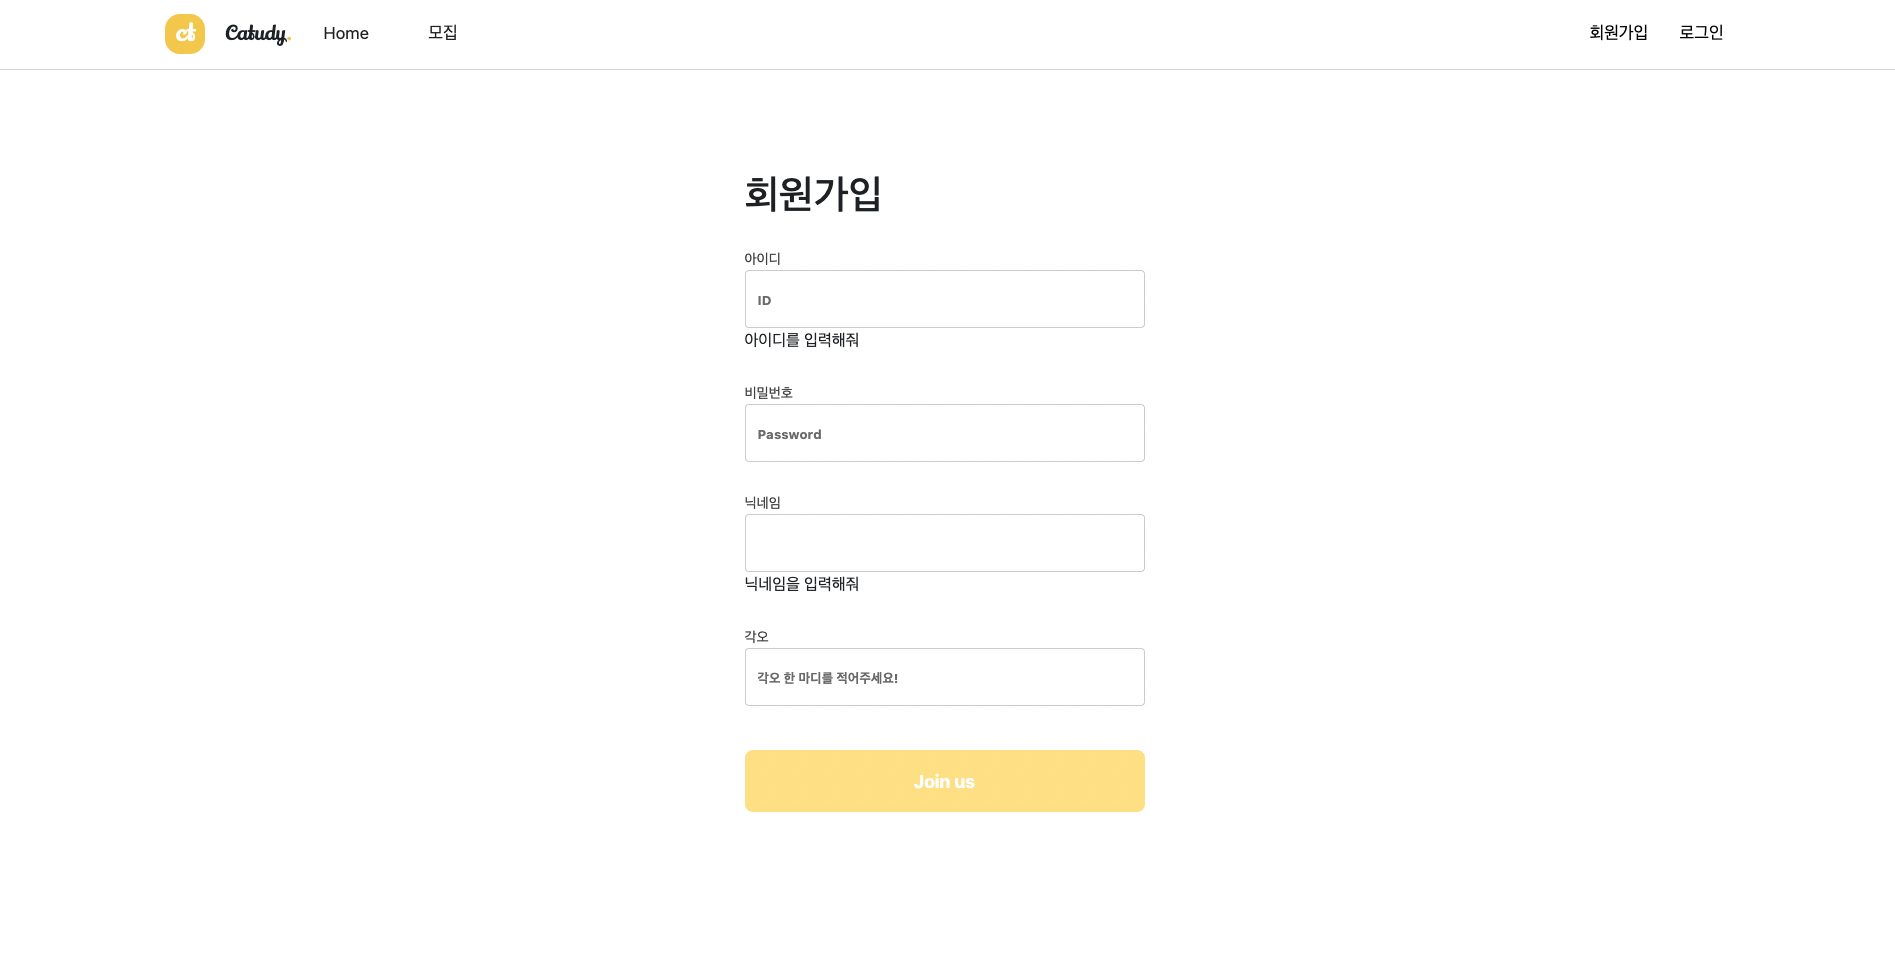 ct Catudy. Home 모집 회원가입 로그인
회원가입
아이디
ID
아이디를 입력해줘
비밀번호
Password
닉네임
닉네임을 입력해줘
각오
각오 한 마디를 적어주세요!
Join us